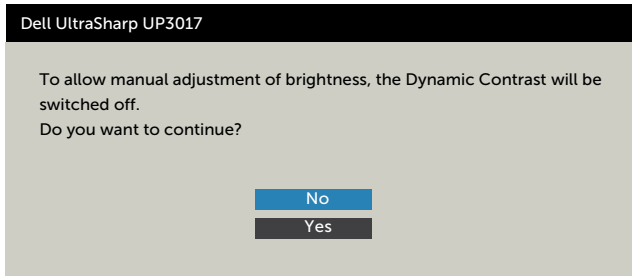 Dell UltraSharp UP3017
To allow manual adjustment of brightness, the Dynamic Contrast will be
switched off.
Do you want to continue?
No
Yes